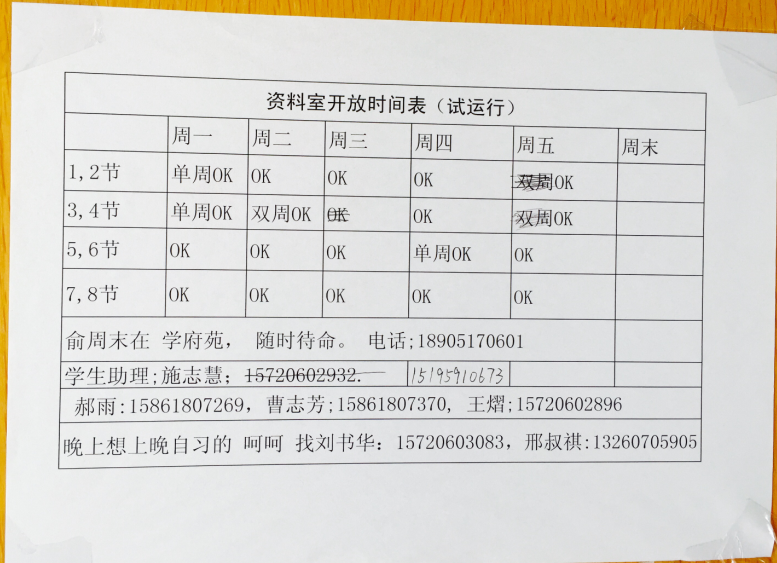 资料室开放时间表（试运行）
周一 周二 周三 周四 周五 周末
1,2节 单周OK OK OK OK 双周OK
3,4节 单周OK 双周OK OK OK 双周OK
5,6节 OK OK OK 单周OK OK
7,8节 OK OK OK OK OK
俞周末在 学府苑， 随时待命。 电话;18905170601
学生助理;施志慧; 15720602932. 15195910673
郝雨:15861807269，曹志芳;15861807370, 王熠;15720602896
晚上想上晚自习的 呵呵 找刘书华: 15720603083，邢叔祺:13260705905